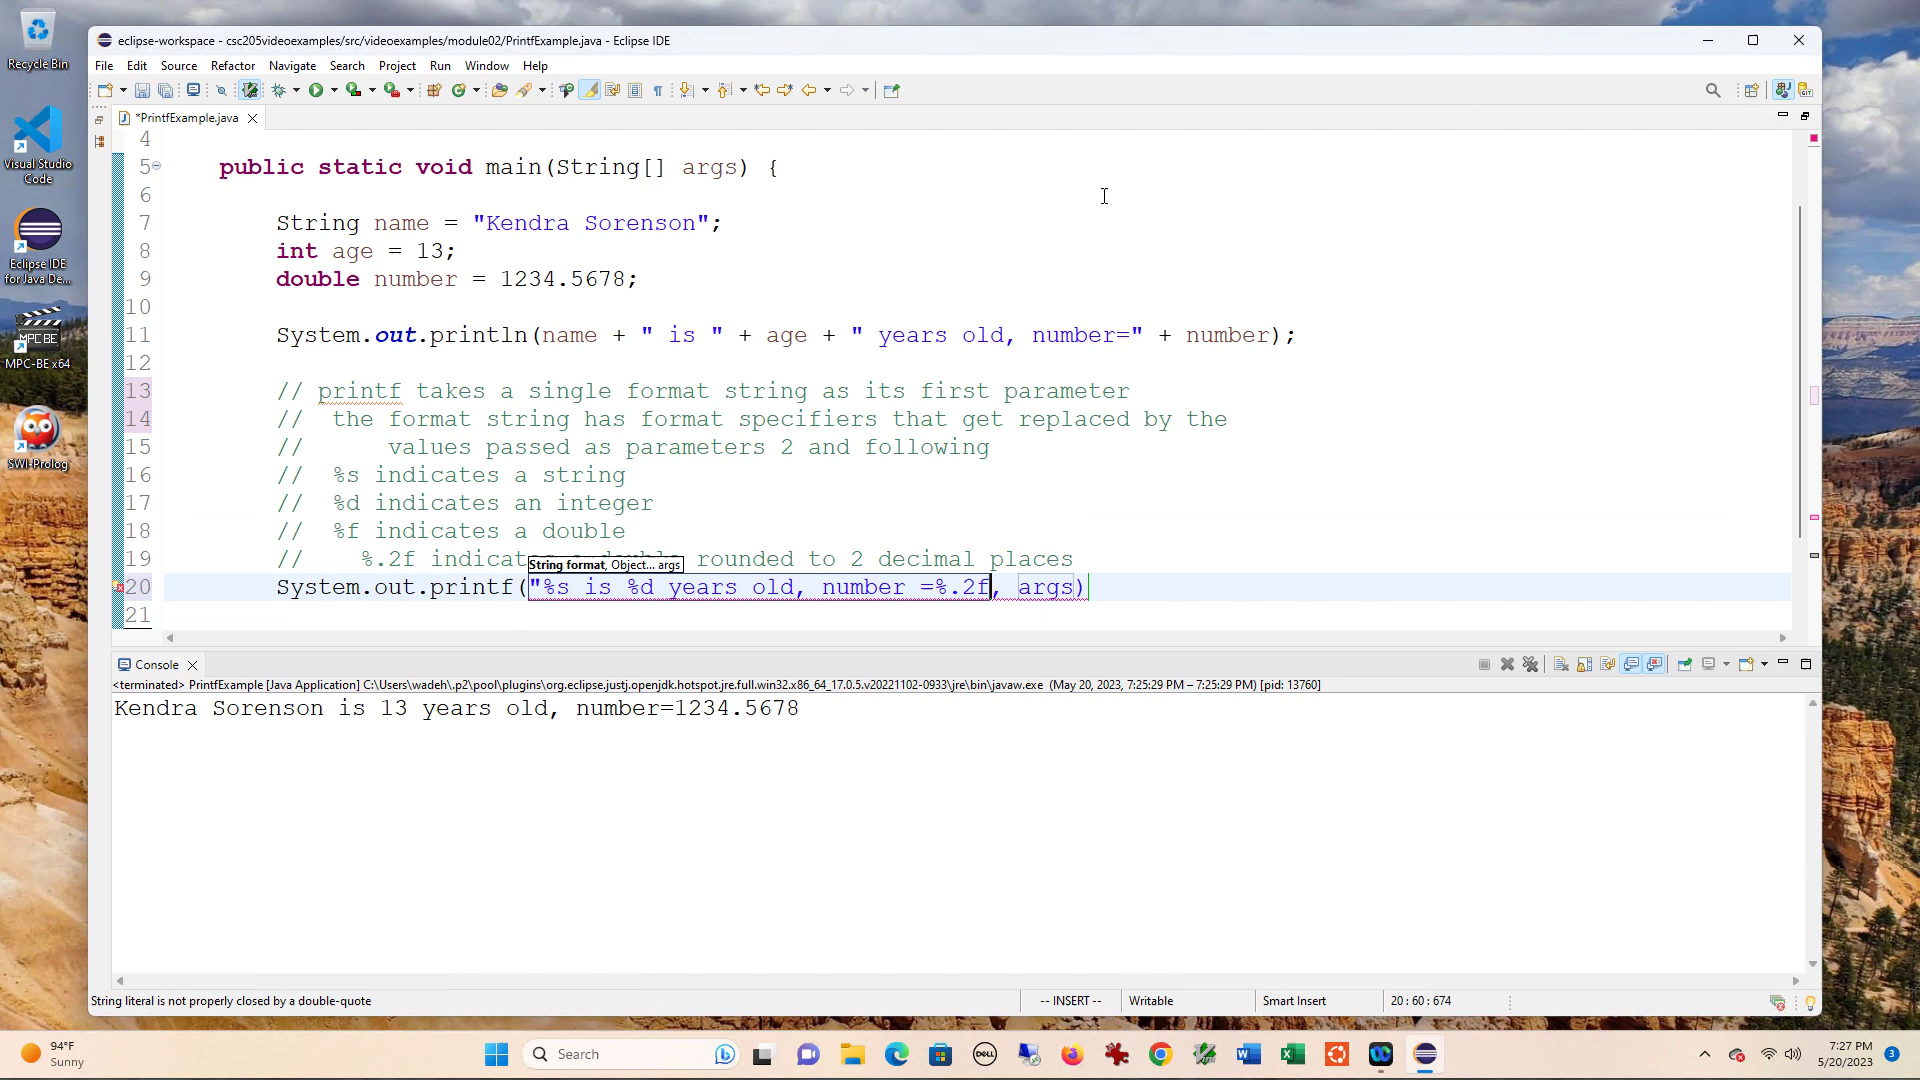 Recycle Bin
Visual Studio
Code
Eclipse IDE
for Java De...
MPC-BE x64
SWI-Prolog
eclipse-workspace - csc205videoexamples/src/videoexamples/module02/PrintfExample.java - Eclipse IDE
File Edit Source Refactor Navigate Search Project Run Window Help
*PrintfExample.java
4
5 public static void main(String[] args) {
6
7 String name = "Kendra Sorenson";
8 int age = 13;
9 double number = 1234.5678;
10
11 System.out.println(name + " is " + age + " years old, number=" + number);
12
13 // printf takes a single format string as its first parameter
14 // the format string has format specifiers that get replaced by the
15 // values passed as parameters 2 and following
16 // %s indicates a string
17 // %d indicates an integer
18 // %f indicates a double
19 // %.2f indicates a double rounded to 2 decimal places
String format, Object... args
20 System.out.printf("%s is %d years old, number =%.2f, args)
21
Console
<terminated> PrintfExample [Java Application] C:\Users\wadeh\.p2\pool\plugins\org.eclipse.justj.openjdk.hotspot.jre.full.win32.x86_64_17.0.5.v20221102-0933\jre\bin\javaw.exe (May 20, 2023, 7:25:29 PM – 7:25:29 PM) [pid: 13760]
Kendra Sorenson is 13 years old, number=1234.5678
String literal is not properly closed by a double-quote
-- INSERT --
Writable
Smart Insert
20 : 60 : 674
94°F
Sunny
Search
DELL
7:27 PM
5/20/2023
3